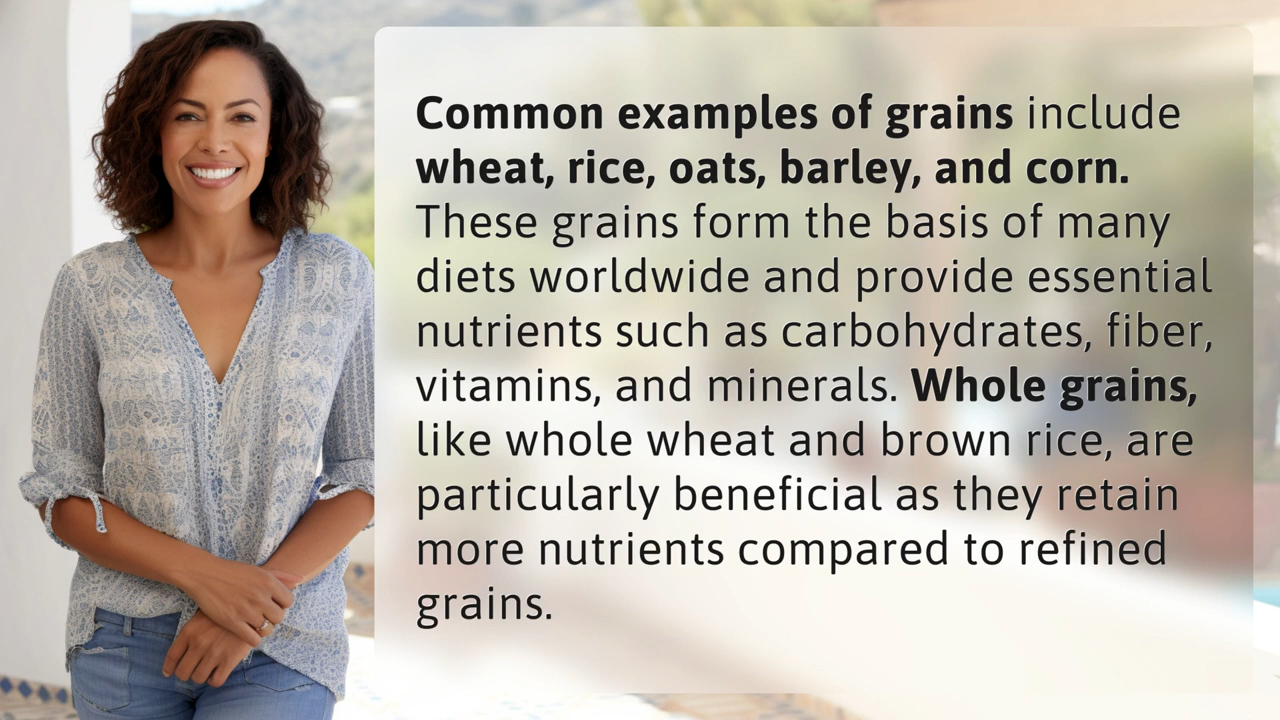 Common examples of grains include
wheat, rice, oats, barley, and corn.
These grains form the basis of many
diets worldwide and provide essential
nutrients such as carbohydrates, fiber,
vitamins, and minerals. Whole grains,
like whole wheat and brown rice, are
particularly beneficial as they retain
more nutrients compared to refined
grains.